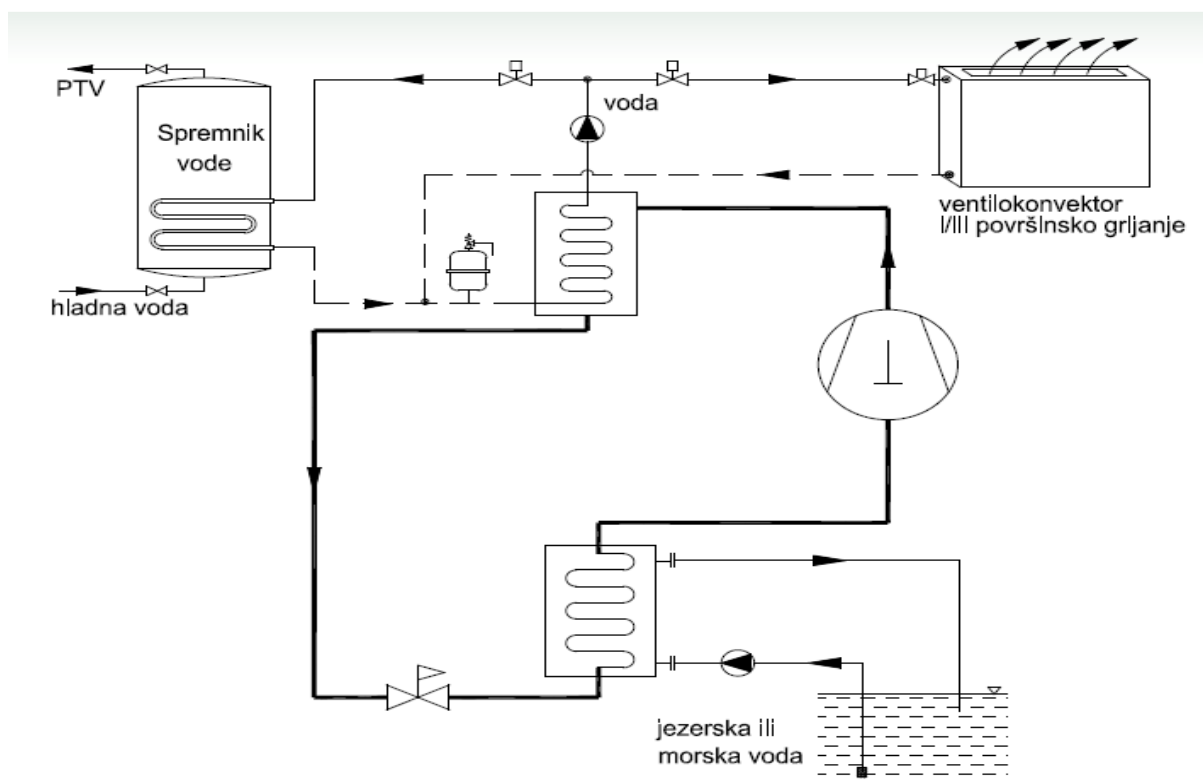 PTV
Spremnik
vode
hladna voda
voda
ventilokonvektor
i/ili površinsko grijanje
jezerska ili
morska voda